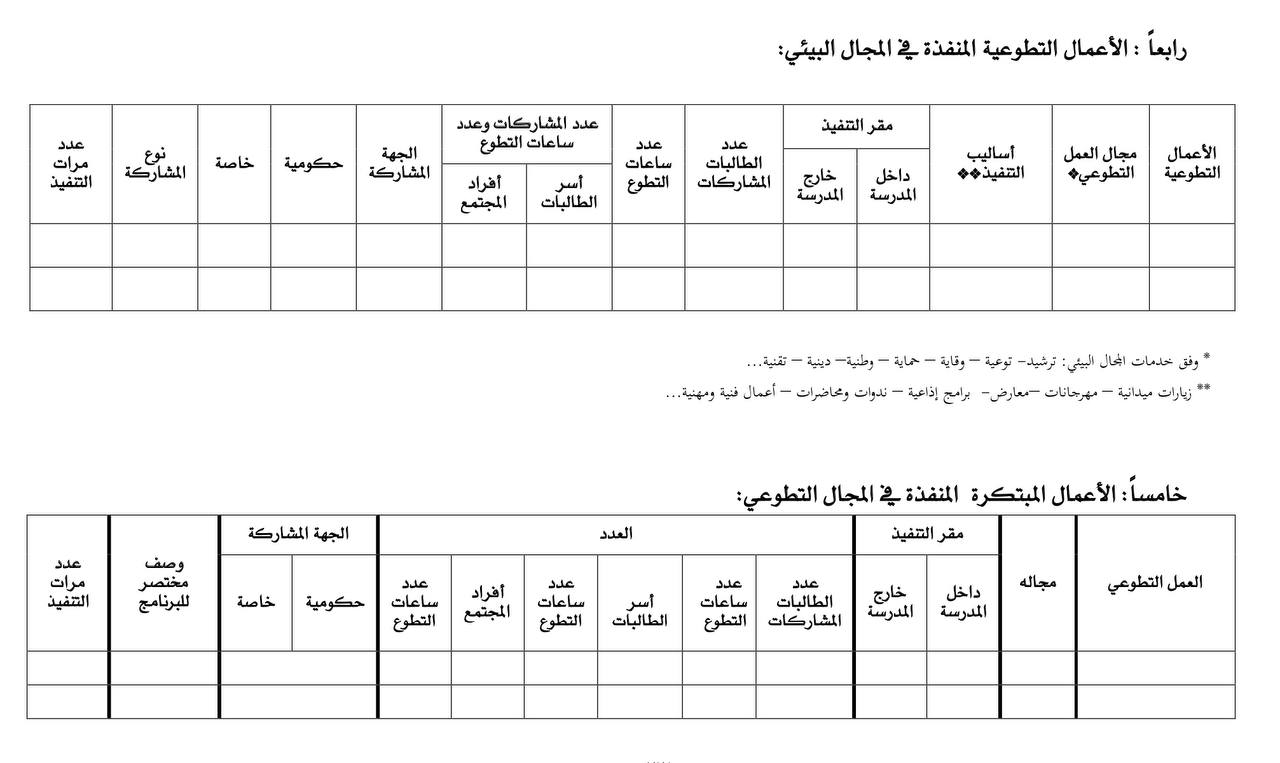 رابعاً : الأعمال التطوعية المنفذة في المجال البيئي:
الأعمال التطوعية
مجال العمل التطوعي❖
أساليب التنفيذ❖❖
مقر التنفيذ
داخل المدرسة
خارج المدرسة
عدد الطالبات المشاركات
عدد ساعات التطوع
عدد المشاركات وعدد ساعات التطوع
أسر الطالبات
أفراد المجتمع
الجهة المشاركة
حكومية
خاصة
نوع المشاركة
عدد مرات التنفيذ
* وفق خدمات المجال البيئي: ترشيد– توعية – وقاية – حماية – وطنية– دينية – تقنية...
** زيارات ميدانية – مهرجانات –معارض– برامج إذاعية – ندوات ومحاضرات – أعمال فنية ومهنية...
خامساً: الأعمال المبتكرة المنفذة في المجال التطوعي:
العمل التطوعي
مجاله
مقر التنفيذ
داخل المدرسة
خارج المدرسة
العدد
عدد الطالبات المشاركات
عدد ساعات التطوع
أسر الطالبات
عدد ساعات التطوع
أفراد المجتمع
عدد ساعات التطوع
الجهة المشاركة
حكومية
خاصة
وصف مختصر للبرنامج
عدد مرات التنفيذ